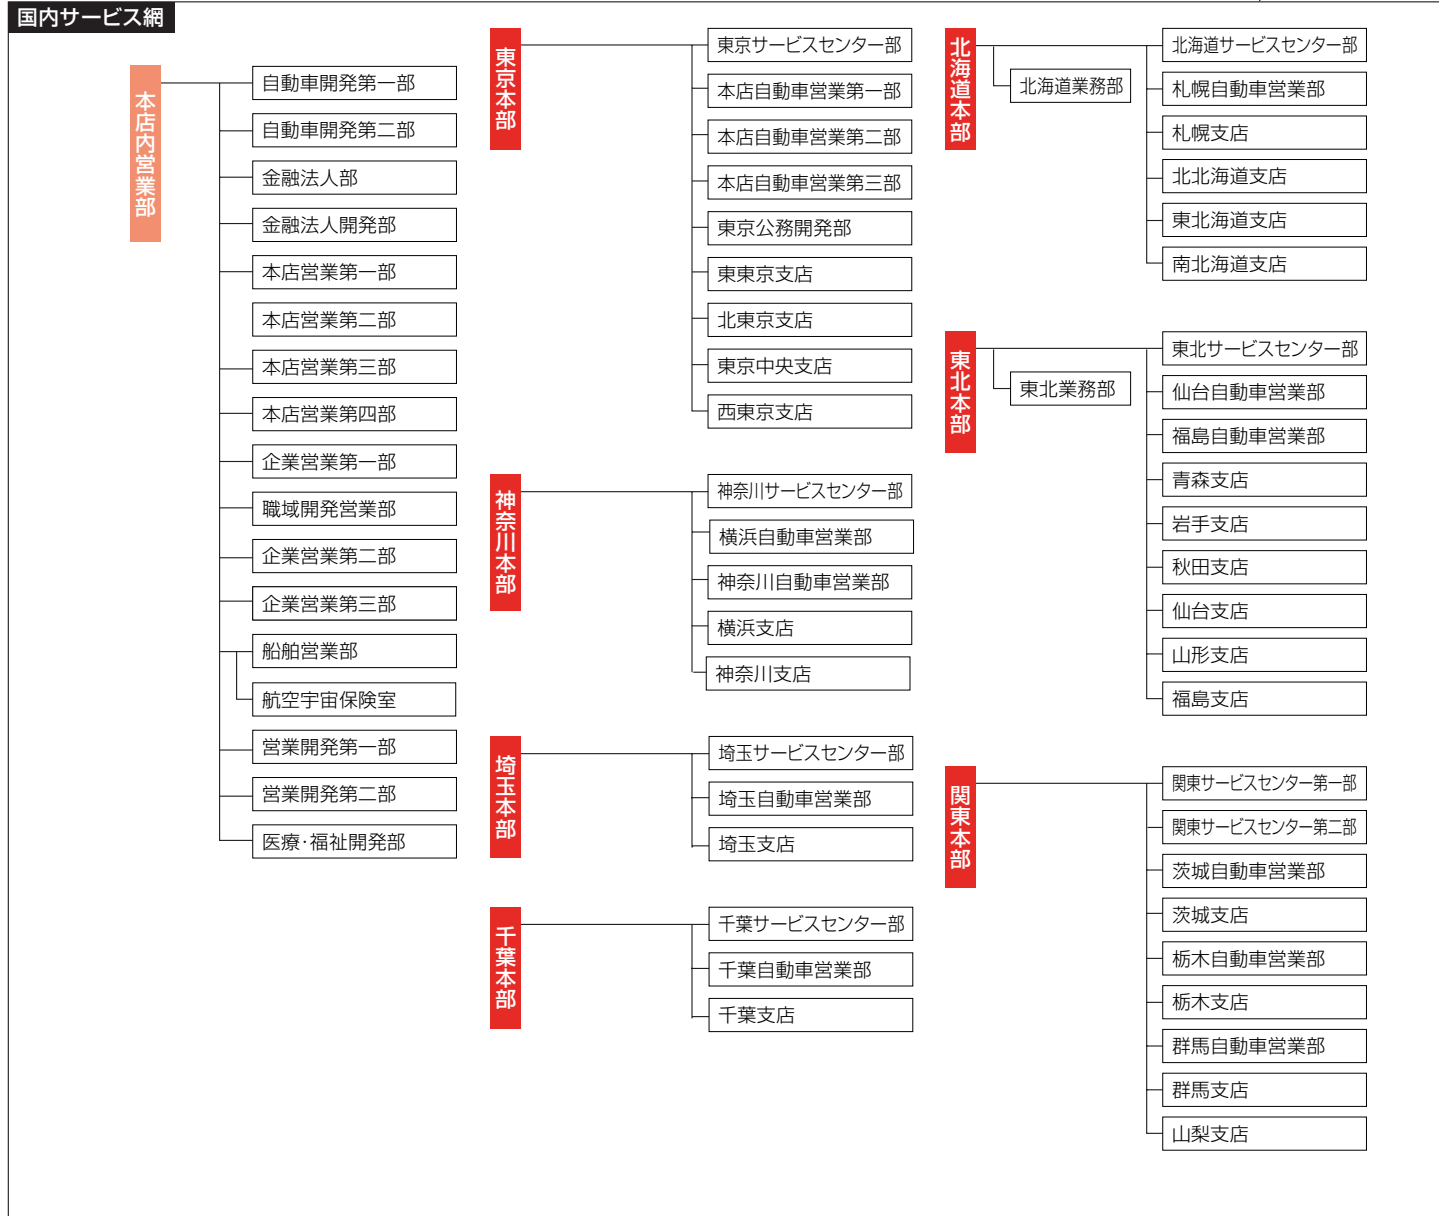 国内サービス網
本店内営業部
自動車開発第一部
自動車開発第二部
金融法人部
金融法人開発部
本店営業第一部
本店営業第二部
本店営業第三部
本店営業第四部
企業営業第一部
職域開発営業部
企業営業第二部
企業営業第三部
船舶営業部
航空宇宙保険室
営業開発第一部
営業開発第二部
医療・福祉開発部
東京本部
東京サービスセンター部
本店自動車営業第一部
本店自動車営業第二部
本店自動車営業第三部
東京公務開発部
東東京支店
北東京支店
東京中央支店
西東京支店
神奈川本部
神奈川サービスセンター部
横浜自動車営業部
神奈川自動車営業部
横浜支店
神奈川支店
埼玉本部
埼玉サービスセンター部
埼玉自動車営業部
埼玉支店
千葉本部
千葉サービスセンター部
千葉自動車営業部
千葉支店
北海道本部
北海道業務部
北海道サービスセンター部
札幌自動車営業部
札幌支店
北北海道支店
東北海道支店
南北海道支店
東北本部
東北業務部
東北サービスセンター部
仙台自動車営業部
福島自動車営業部
青森支店
岩手支店
秋田支店
仙台支店
山形支店
福島支店
関東本部
関東サービスセンター第一部
関東サービスセンター第二部
茨城自動車営業部
茨城支店
栃木自動車営業部
栃木支店
群馬自動車営業部
群馬支店
山梨支店